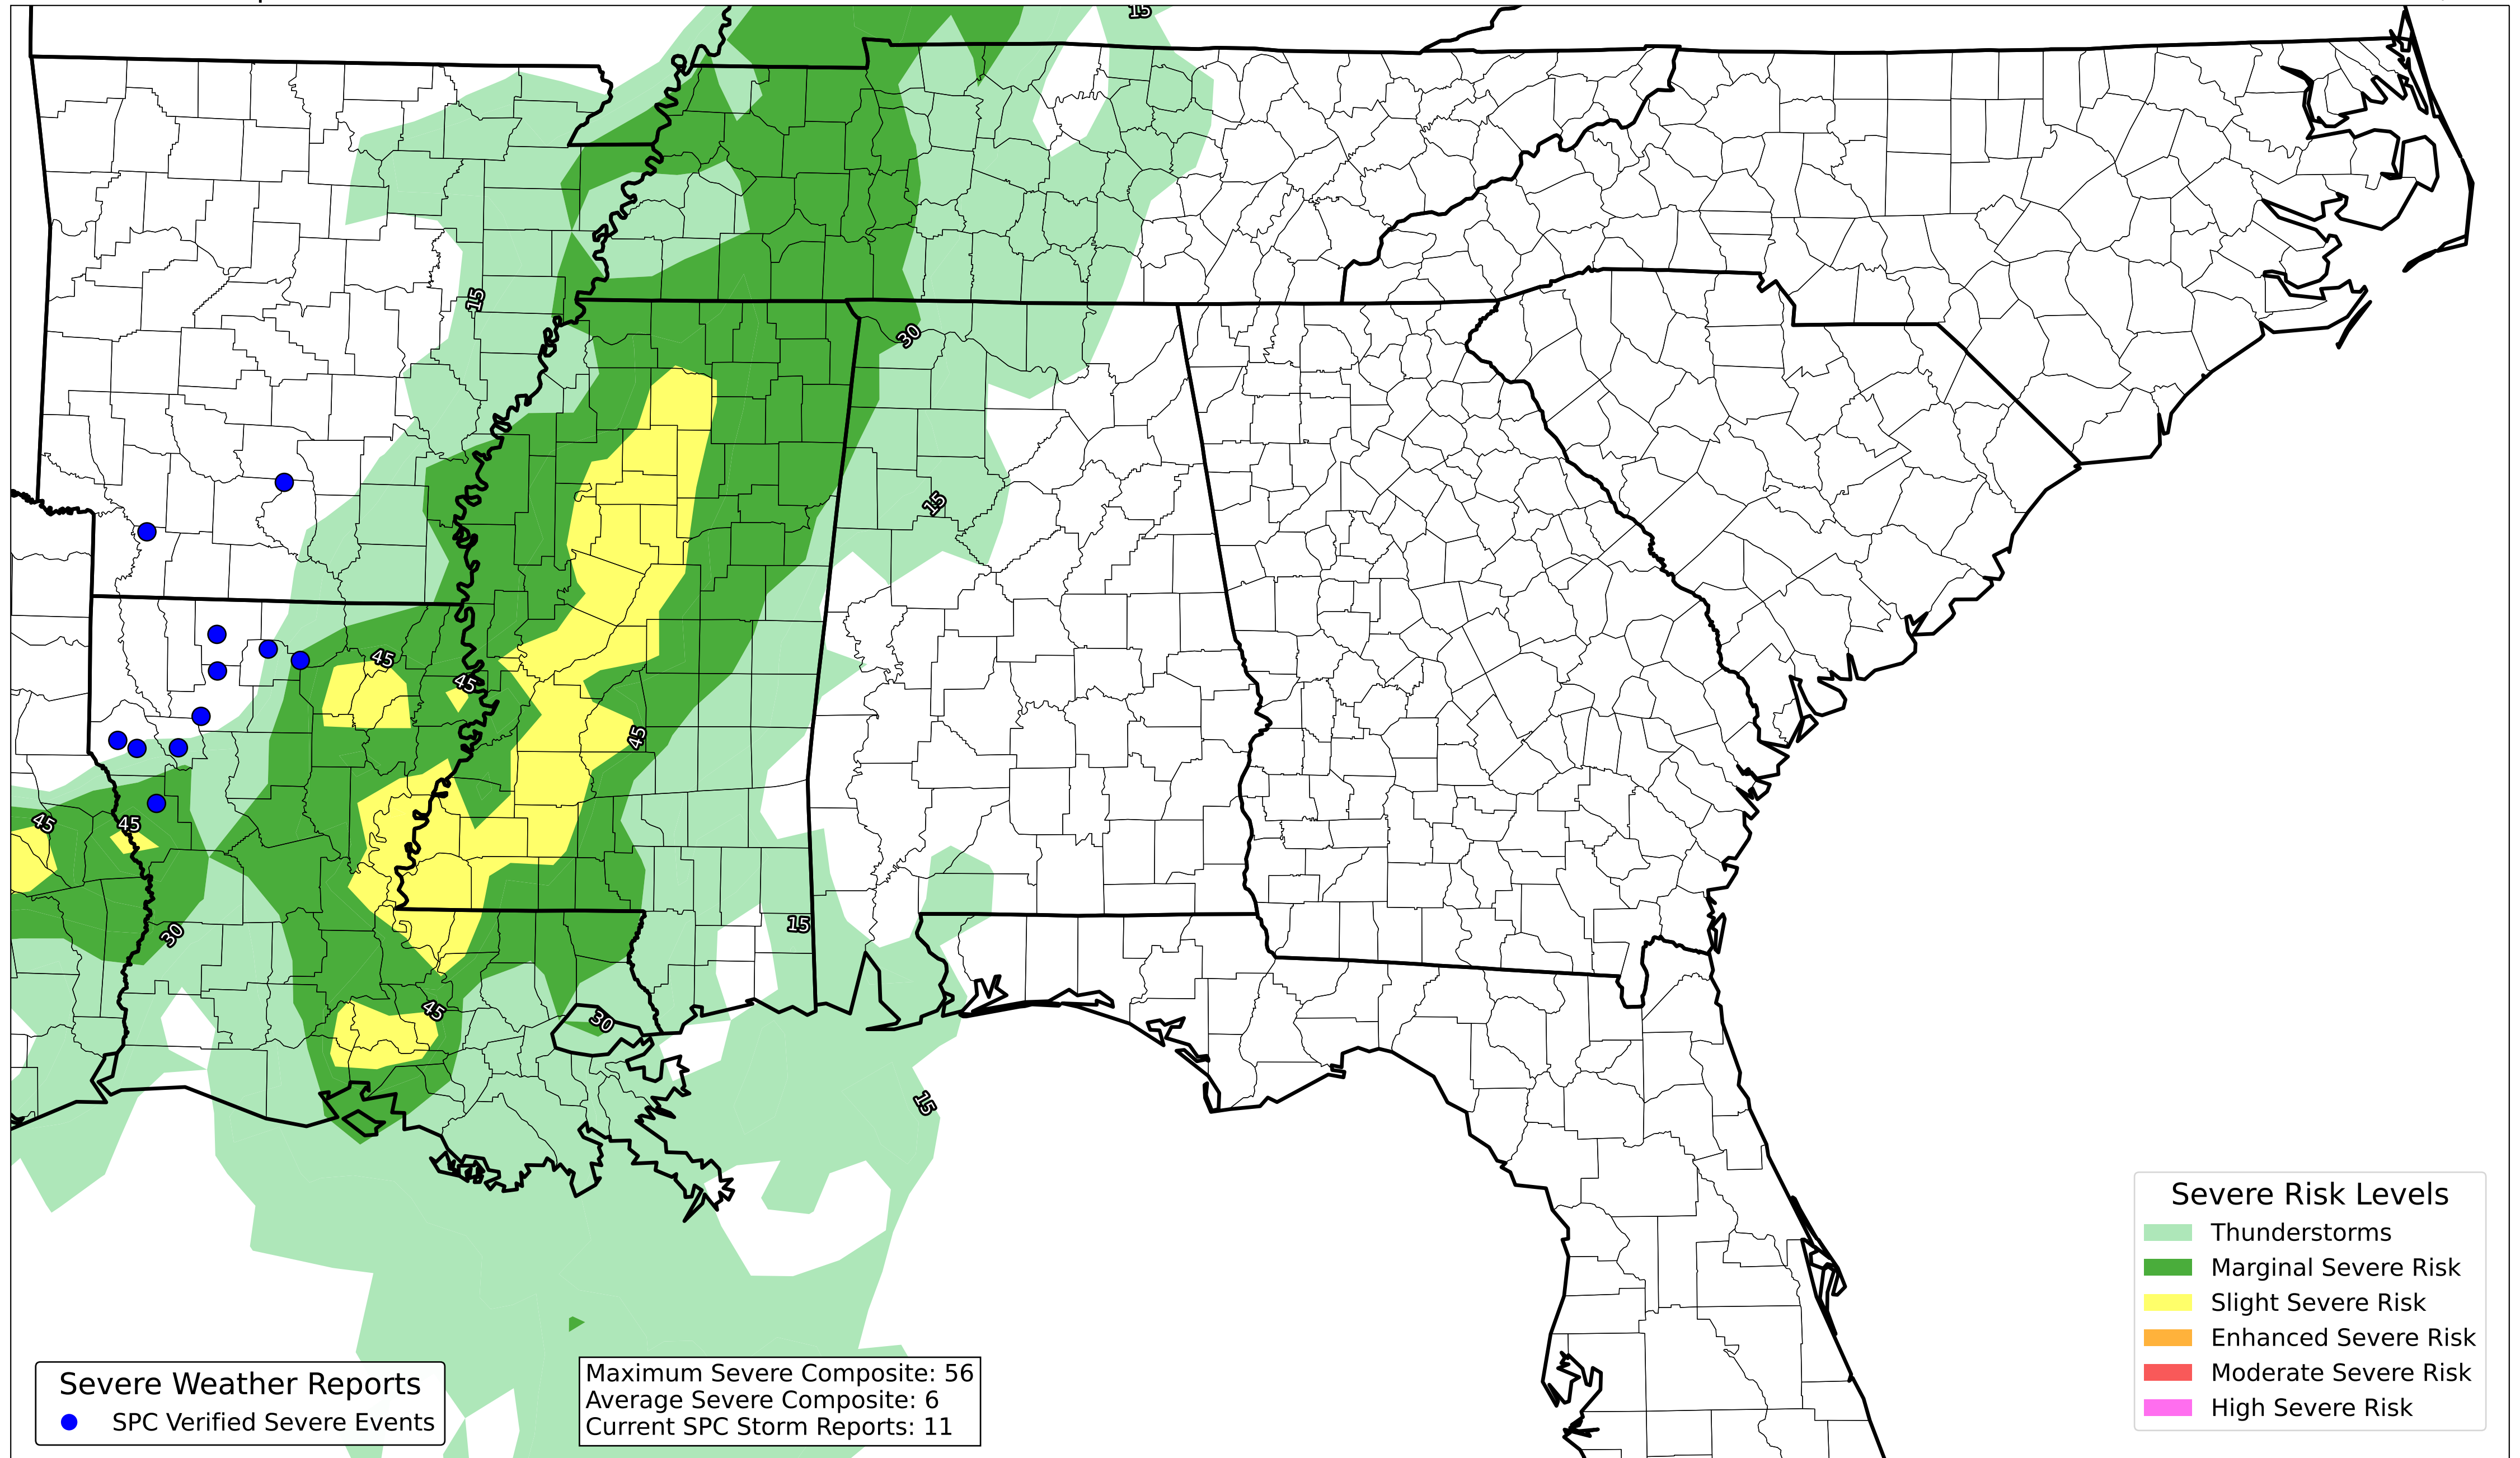 15
15
30
15
45
45
45
45
45
30
15
45
30
15
Severe Risk Levels
Thunderstorms
Marginal Severe Risk
Slight Severe Risk
Enhanced Severe Risk
Moderate Severe Risk
High Severe Risk
Severe Weather Reports
SPC Verified Severe Events
Maximum Severe Composite: 56
Average Severe Composite: 6
Current SPC Storm Reports: 11